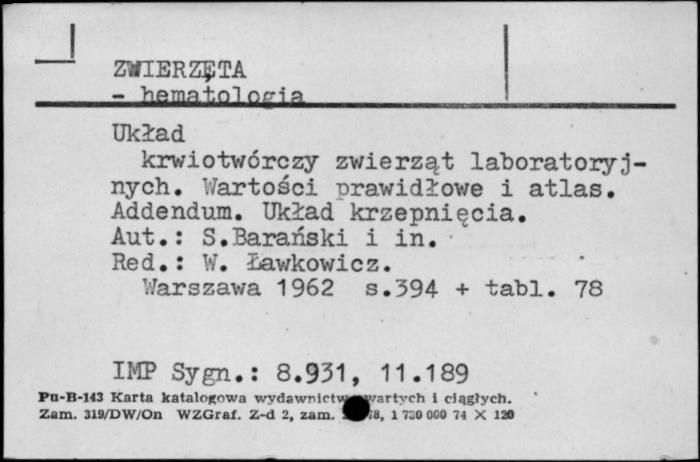 ZWIERZĘTA
- hematologia
Układ
krwiotwórczy zwierząt laboratoryj-
nych. Wartości prawidłowe i atlas.
Addendum. Układ krzepnięcia.
Aut.: S.Barański i in.
Red.: W. Ławkowicz.
Warszawa 1962 s.394 + tabl. 78
IMP Sygn.: 8.931, 11.189
Pu-B-143 Karta katalogowa wydawnictw zwartych i ciągłych.
Zam. 319/DW/On WZGraf. Z-d 2, zam. 78, 1 730 000 74 X 120